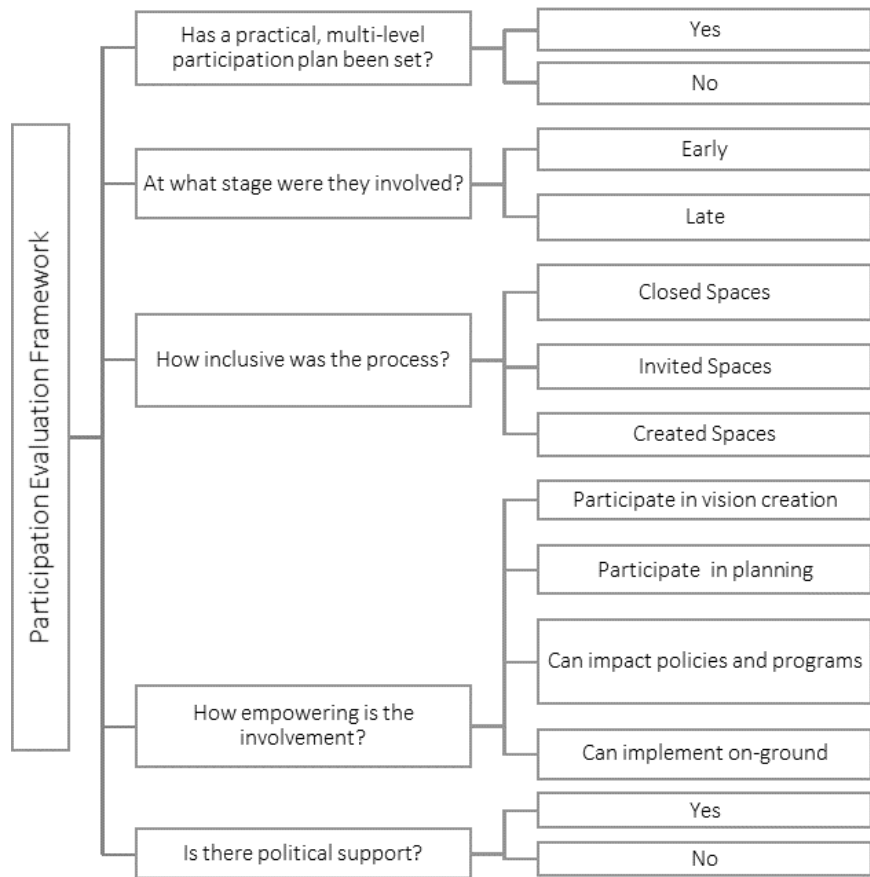 Participation Evaluation Framework
Has a practical, multi-level
participation plan been set?
Yes
No
At what stage were they involved?
Early
Late
How inclusive was the process?
Closed Spaces
Invited Spaces
Created Spaces
How empowering is the
involvement?
Participate in vision creation
Participate in planning
Can impact policies and programs
Can implement on-ground
Is there political support?
Yes
No